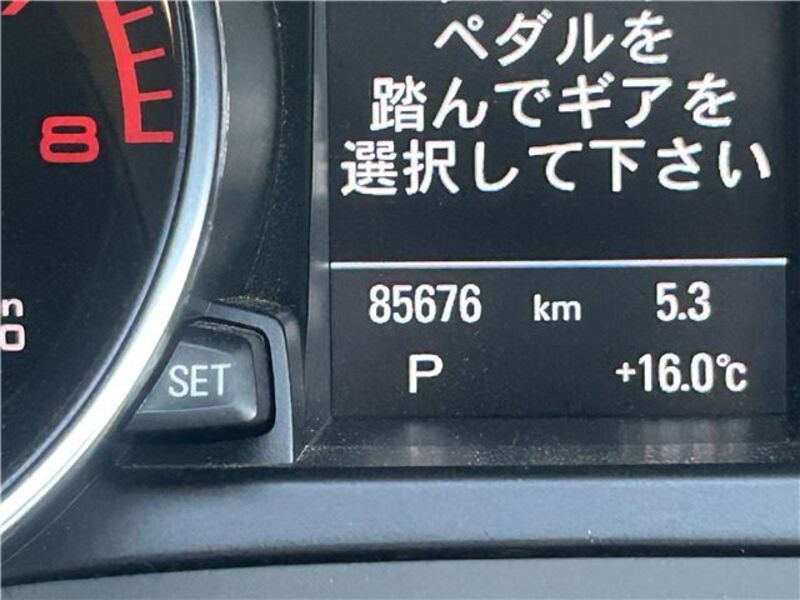 ペダルを
踏んでギアを
選択して下さい
8
85676 km 5.3
P +16.0°C
SET